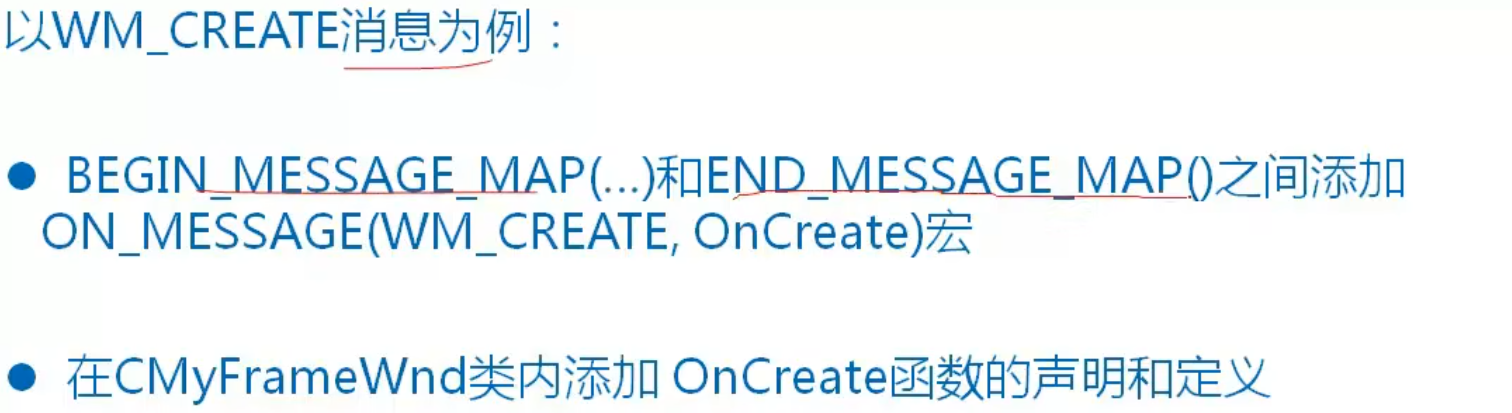 以WM_CREATE消息为例：
● BEGIN_MESSAGE_MAP(...)和END_MESSAGE_MAP()之间添加
ON_MESSAGE(WM_CREATE, OnCreate)宏
● 在CMyFrameWnd类内添加 OnCreate函数的声明和定义